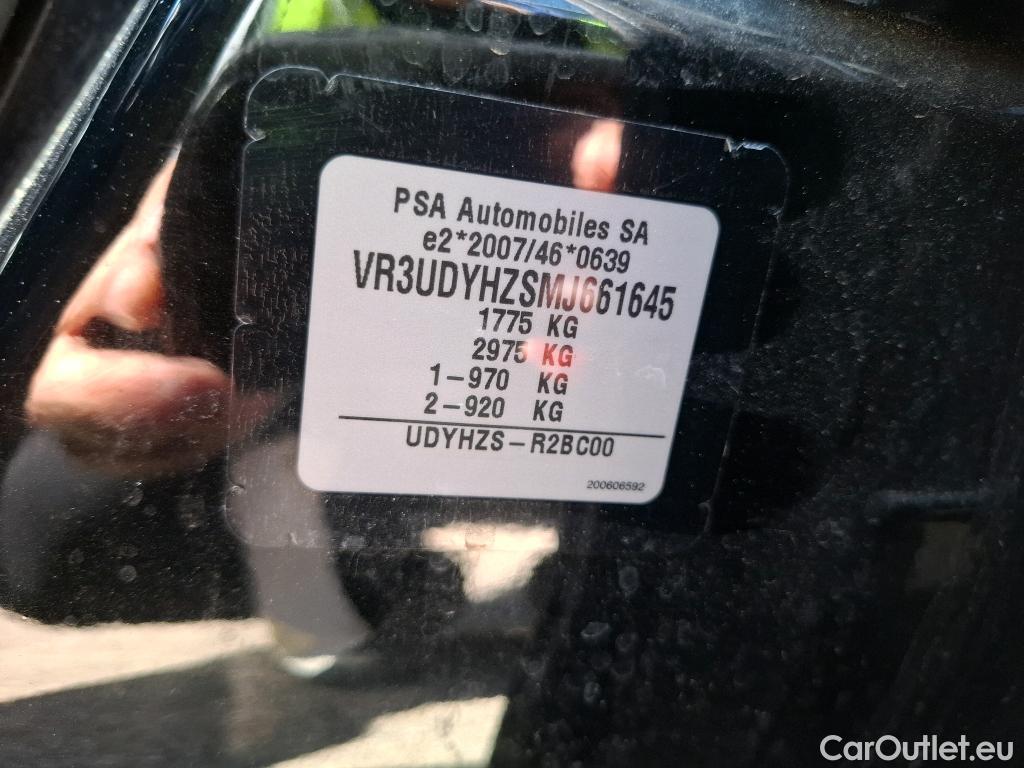 PSA Automobiles SA
e2*2007/46*0639
VR3UDYHZSMJ661645
1775 KG
2975 KG
1-970 KG
2-920 KG
UDYHZS-R2BC00
200606592
CarOutlet.eu